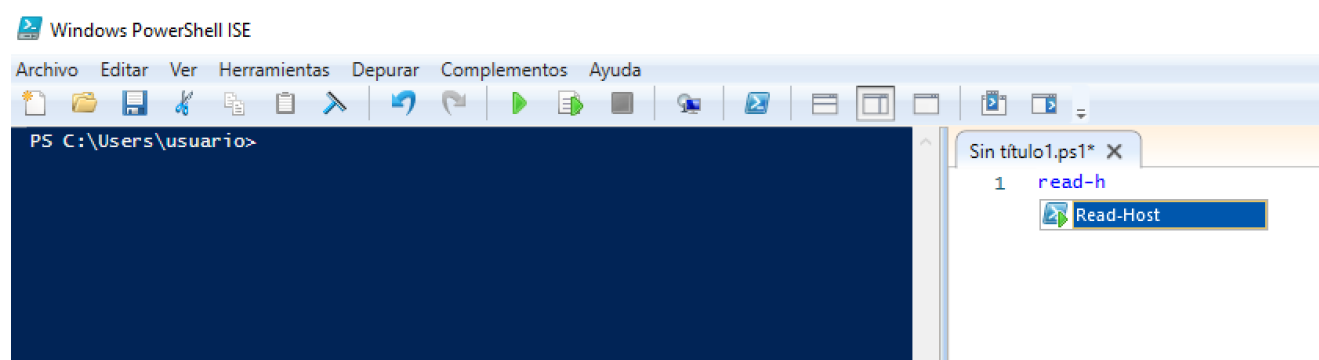 Windows PowerShell ISE
Archivo Editar Ver Herramientas Depurar Complementos Ayuda
PS C:\Users\usuario>
Sin título1.ps1* X
1 read-h
Read-Host